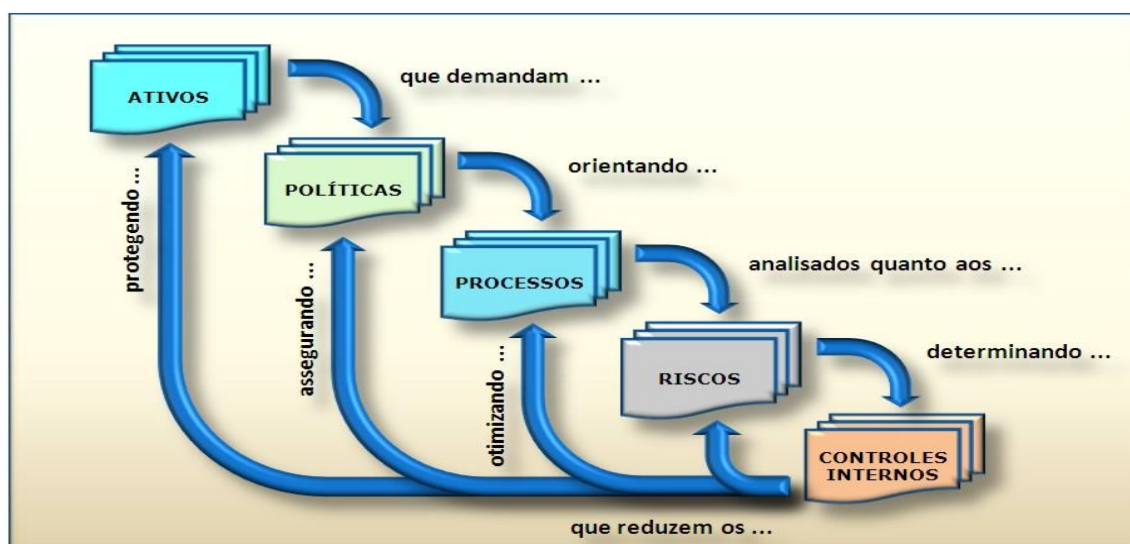 ATIVOS
que demandam ...
POLÍTICAS
orientando ...
PROCESSOS
analisados quanto aos ...
RISCOS
determinando ...
CONTROLES
INTERNOS
que reduzem os ...
otimizando ...
assegurando ...
protegendo ...